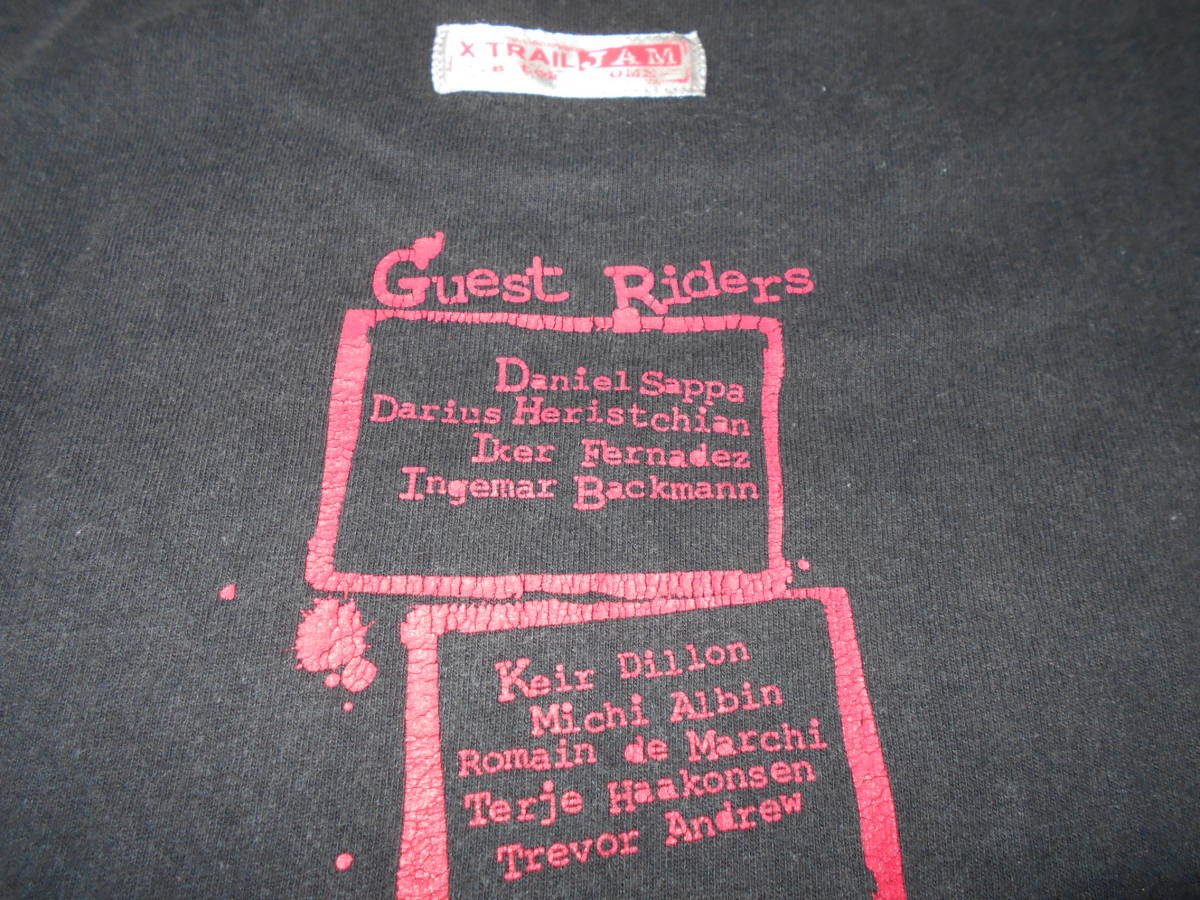 X TRAIL JAM
Guest Riders
Daniel Sappa
Darius Heristchian
Iker Fernadez
Ingemar Backmann
Keir Dillon
Michi Albin
Romain de Marchi
Terje Haakonsen
Trevor Andrew